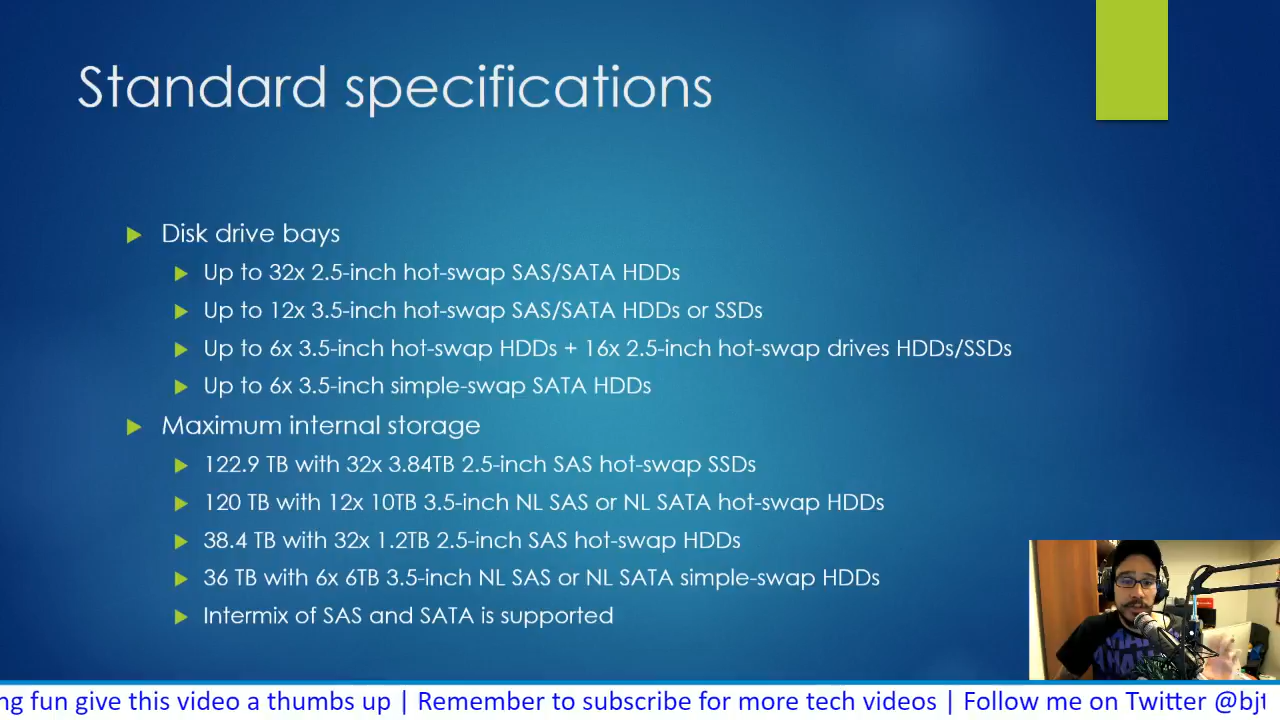 Standard specifications
Disk drive bays
Up to 32x 2.5-inch hot-swap SAS/SATA HDDs
Up to 12x 3.5-inch hot-swap SAS/SATA HDDs or SSDs
Up to 6x 3.5-inch hot-swap HDDs + 16x 2.5-inch hot-swap drives HDDs/SSDs
Up to 6x 3.5-inch simple-swap SATA HDDs
Maximum internal storage
122.9 TB with 32x 3.84TB 2.5-inch SAS hot-swap SSDs
120 TB with 12x 10TB 3.5-inch NL SAS or NL SATA hot-swap HDDs
38.4 TB with 32x 1.2TB 2.5-inch SAS hot-swap HDDs
36 TB with 6x 6TB 3.5-inch NL SAS or NL SATA simple-swap HDDs
Intermix of SAS and SATA is supported
ng fun give this video a thumbs up | Remember to subscribe for more tech videos | Follow me on Twitter